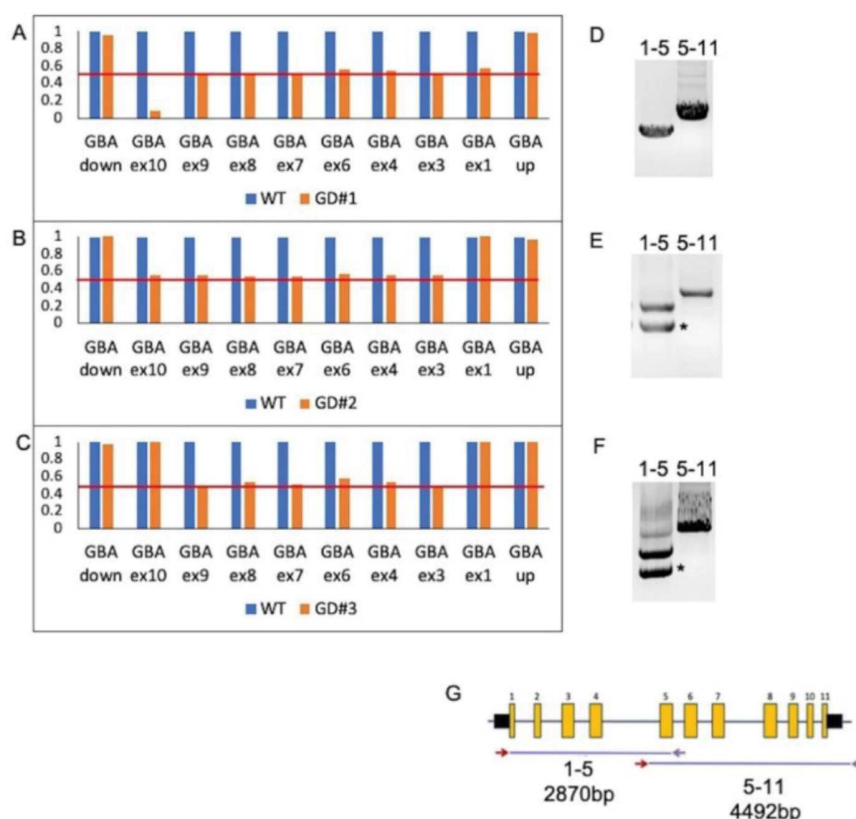 A
1
0.8
0.6
0.4
0.2
0
GBA GBA GBA GBA GBA GBA GBA GBA GBA GBA
down ex10 ex9 ex8 ex7 ex6 ex4 ex3 ex1 up
WT GD#1
B
1
0.8
0.6
0.4
0.2
0
GBA GBA GBA GBA GBA GBA GBA GBA GBA GBA
down ex10 ex9 ex8 ex7 ex6 ex4 ex3 ex1 up
WT GD#2
C
1
0.8
0.6
0.4
0.2
0
GBA GBA GBA GBA GBA GBA GBA GBA GBA GBA
down ex10 ex9 ex8 ex7 ex6 ex4 ex3 ex1 up
WT GD#3
D
1-5 5-11
E
1-5 5-11
*
F
1-5 5-11
*
G
1 2 3 4 5 6 7 8 9 10 11
1-5
2870bp
5-11
4492bp